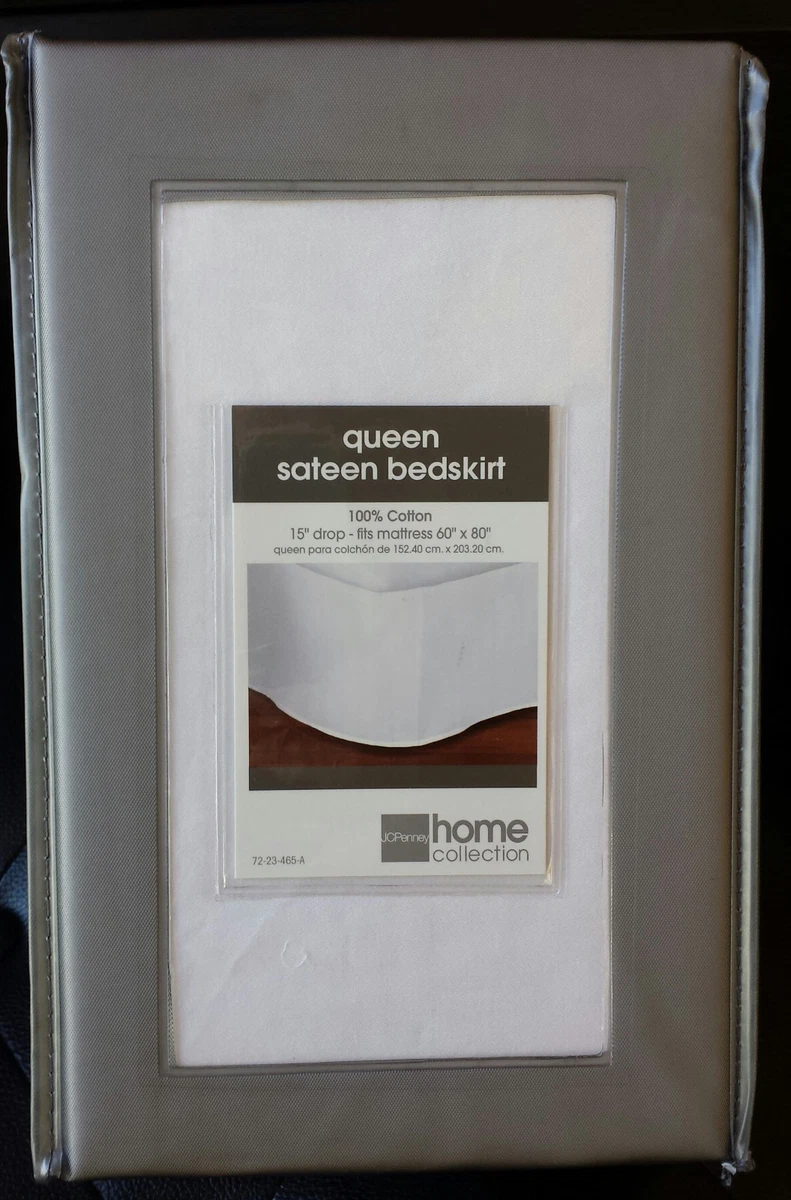 queen
sateen bedskirt
100% Cotton
15" drop - fits mattress 60" x 80"
queen para colchón de 152.40 cm. x 203.20 cm.
JCPenney home
collection
72-23-465-A